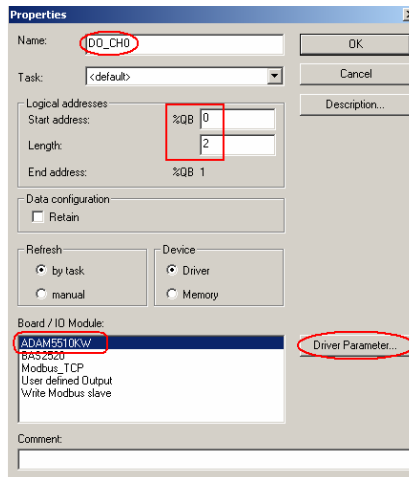 Properties
Name: DO_CH0 OK
Task: <default> Cancel
Logical addresses Description...
Start address: %QB 0
Length: 2
End address: %QB 1
Data configuration
Retain
Refresh Device
by task Driver
manual Memory
Board / IO Module:
ADAM5510KW Driver Parameter...
BAS2520
Modbus_TCP
User defined Output
Write Modbus slave
Comment: